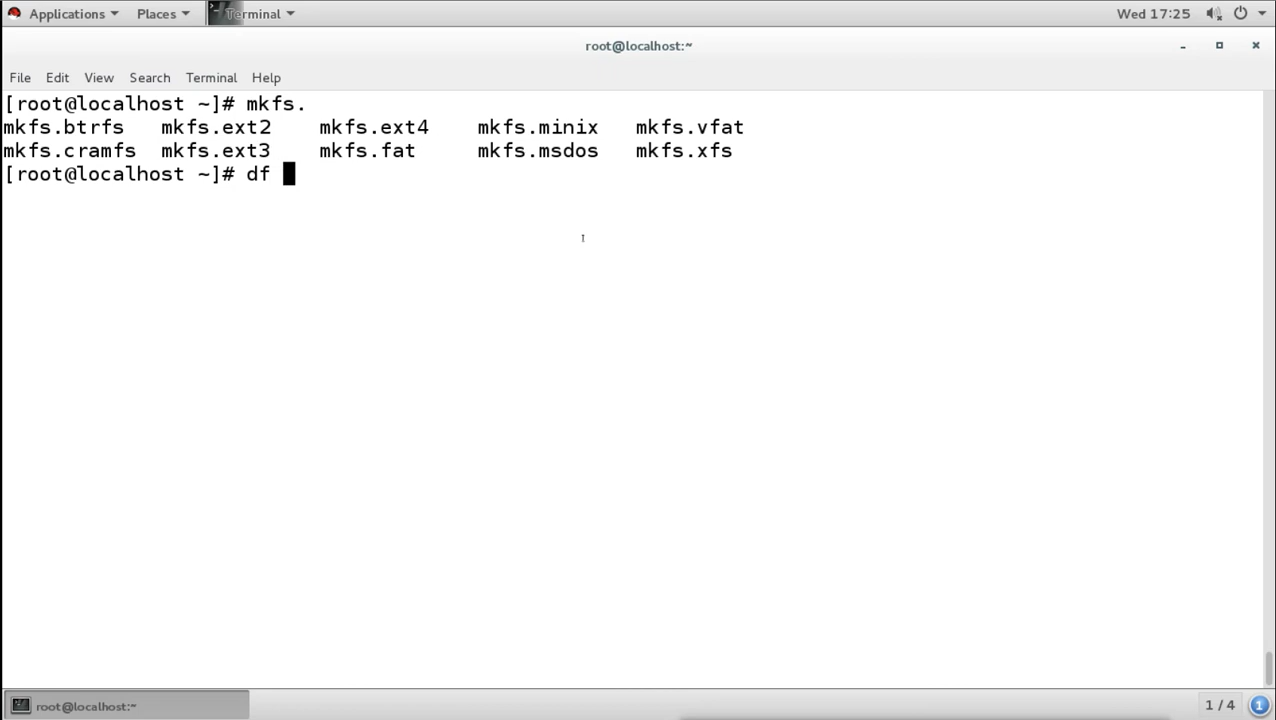 Applications Places Terminal Wed 17:25
root@localhost:~
File Edit View Search Terminal Help
[root@localhost ~]# mkfs.
mkfs.btrfs mkfs.ext2 mkfs.ext4 mkfs.minix mkfs.vfat
mkfs.cramfs mkfs.ext3 mkfs.fat mkfs.msdos mkfs.xfs
[root@localhost ~]# df
root@localhost:~ 1 / 4 1